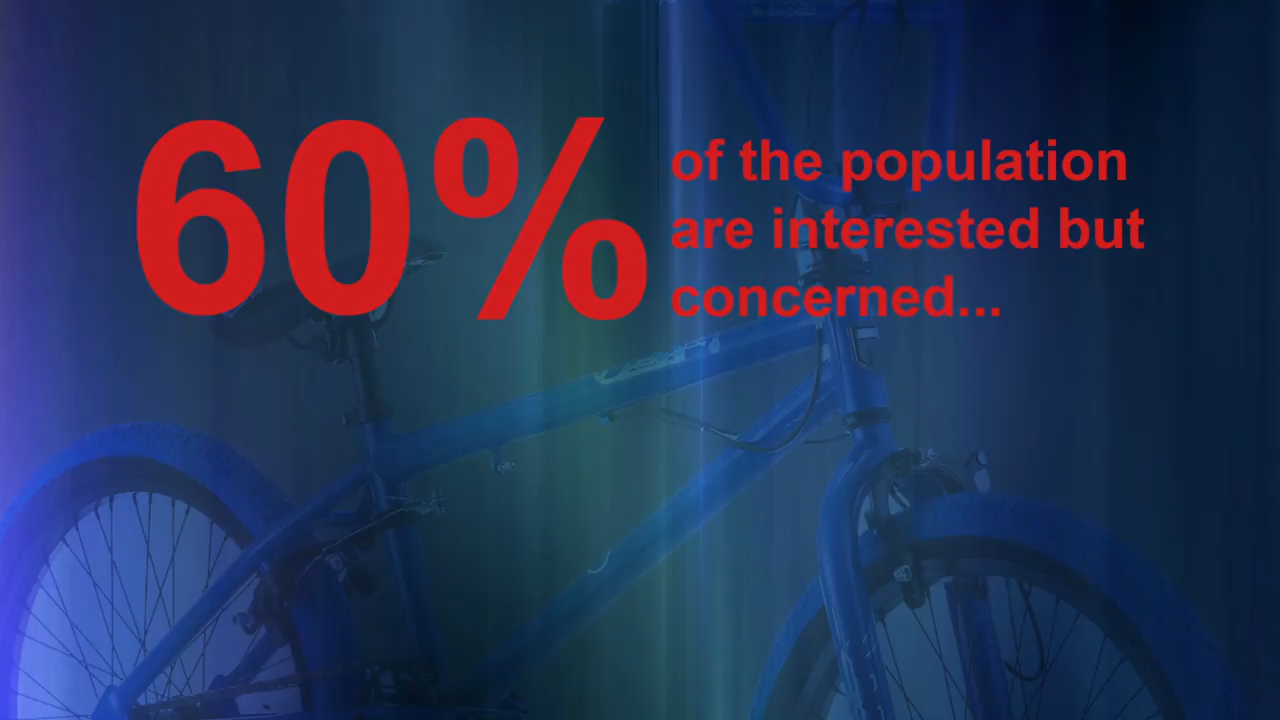 60%
of the population
are interested but
concerned...